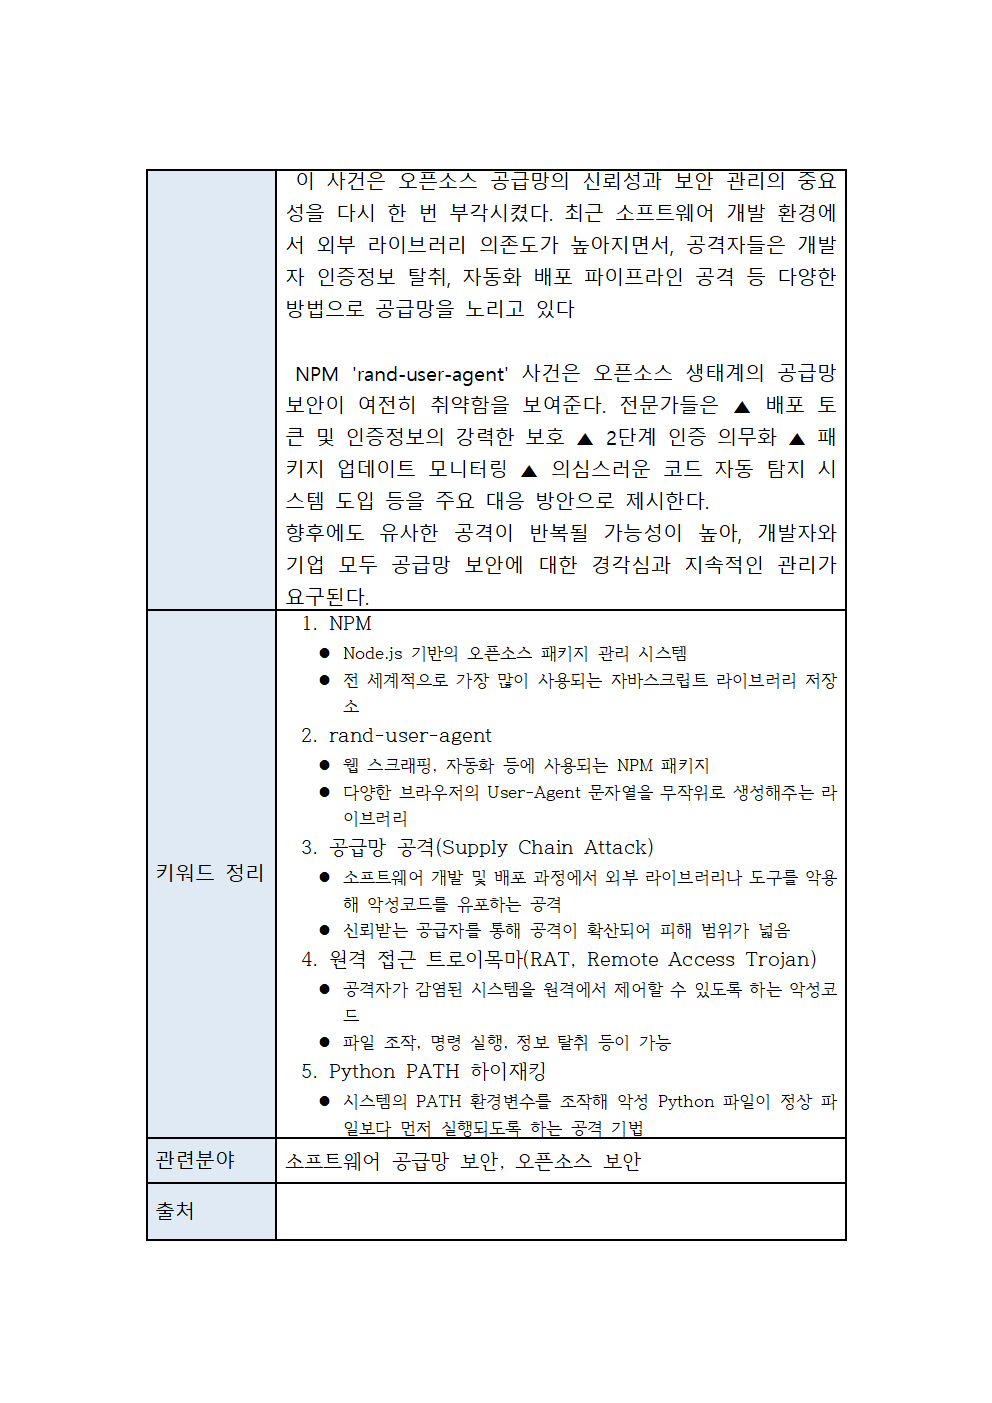 이 사건은 오픈소스 공급망의 신뢰성과 보안 관리의 중요
성을 다시 한 번 부각시켰다. 최근 소프트웨어 개발 환경에
서 외부 라이브러리 의존도가 높아지면서, 공격자들은 개발
자 인증정보 탈취, 자동화 배포 파이프라인 공격 등 다양한
방법으로 공급망을 노리고 있다
NPM 'rand-user-agent' 사건은 오픈소스 생태계의 공급망
보안이 여전히 취약함을 보여준다. 전문가들은 ▲ 배포 토
큰 및 인증정보의 강력한 보호 ▲ 2단계 인증 의무화 ▲ 패
키지 업데이트 모니터링 ▲ 의심스러운 코드 자동 탐지 시
스템 도입 등을 주요 대응 방안으로 제시한다.
향후에도 유사한 공격이 반복될 가능성이 높아, 개발자와
기업 모두 공급망 보안에 대한 경각심과 지속적인 관리가
요구된다.
키워드 정리
1. NPM
● Node.js 기반의 오픈소스 패키지 관리 시스템
● 전 세계적으로 가장 많이 사용되는 자바스크립트 라이브러리 저장
소
2. rand-user-agent
● 웹 스크래핑, 자동화 등에 사용되는 NPM 패키지
● 다양한 브라우저의 User-Agent 문자열을 무작위로 생성해주는 라
이브러리
3. 공급망 공격(Supply Chain Attack)
● 소프트웨어 개발 및 배포 과정에서 외부 라이브러리나 도구를 악용
해 악성코드를 유포하는 공격
● 신뢰받는 공급자를 통해 공격이 확산되어 피해 범위가 넓음
4. 원격 접근 트로이목마(RAT, Remote Access Trojan)
● 공격자가 감염된 시스템을 원격에서 제어할 수 있도록 하는 악성코
드
● 파일 조작, 명령 실행, 정보 탈취 등이 가능
5. Python PATH 하이재킹
● 시스템의 PATH 환경변수를 조작해 악성 Python 파일이 정상 파
일보다 먼저 실행되도록 하는 공격 기법
관련분야
소프트웨어 공급망 보안, 오픈소스 보안
출처